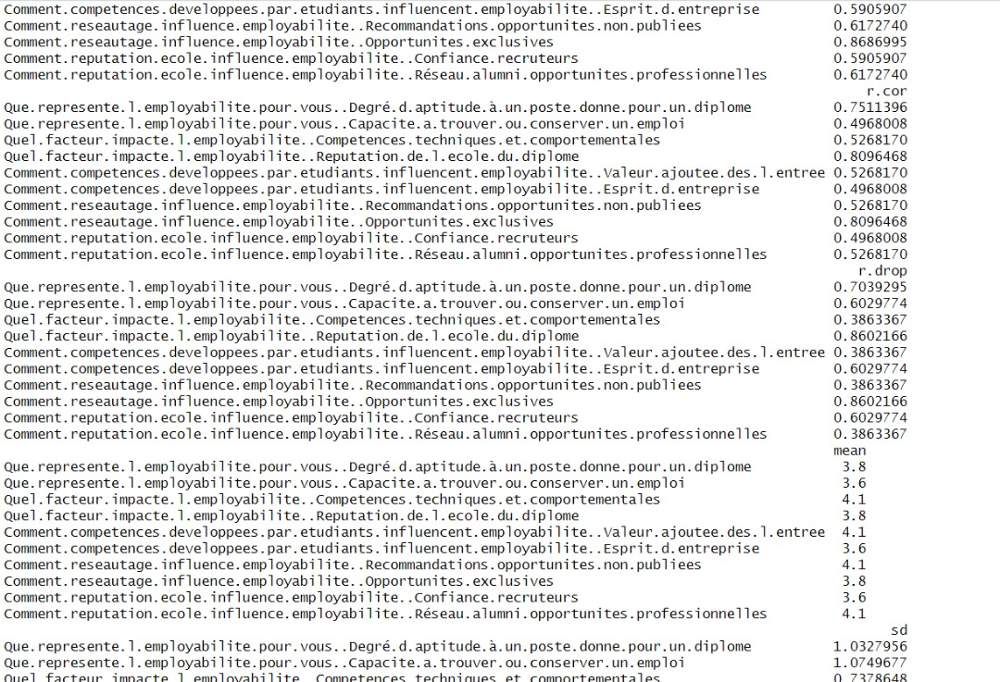 Comment.competences.developpees.par.etudiants.influencent.employabilite..Esprit.d.entreprise 0.5905907
Comment.reseautage.influence.employabilite..Recommandations.opportunites.non.publiees 0.6172740
Comment.reseautage.influence.employabilite..Opportunites.exclusives 0.8686995
Comment.reputation.ecole.influence.employabilite..Confiance.recruteurs 0.5905907
Comment.reputation.ecole.influence.employabilite..Réseau.alumni.opportunites.professionnelles 0.6172740
r.cor
Que.represente.l.employabilite.pour.vous..Degré.d.aptitude.à.un.poste.donne.pour.un.diplome 0.7511396
Que.represente.l.employabilite.pour.vous..Capacite.a.trouver.ou.conserver.un.emploi 0.4968008
Quel.facteur.impacte.l.employabilite..Competences.techniques.et.comportementales 0.5268170
Quel.facteur.impacte.l.employabilite..Reputation.de.l.ecole.du.diplome 0.8096468
Comment.competences.developpees.par.etudiants.influencent.employabilite..Valeur.ajoutee.des.l.entree 0.5268170
Comment.competences.developpees.par.etudiants.influencent.employabilite..Esprit.d.entreprise 0.4968008
Comment.reseautage.influence.employabilite..Recommandations.opportunites.non.publiees 0.5268170
Comment.reseautage.influence.employabilite..Opportunites.exclusives 0.8096468
Comment.reputation.ecole.influence.employabilite..Confiance.recruteurs 0.4968008
Comment.reputation.ecole.influence.employabilite..Réseau.alumni.opportunites.professionnelles 0.5268170
r.drop
Que.represente.l.employabilite.pour.vous..Degré.d.aptitude.à.un.poste.donne.pour.un.diplome 0.7039295
Que.represente.l.employabilite.pour.vous..Capacite.a.trouver.ou.conserver.un.emploi 0.6029774
Quel.facteur.impacte.l.employabilite..Competences.techniques.et.comportementales 0.3863367
Quel.facteur.impacte.l.employabilite..Reputation.de.l.ecole.du.diplome 0.8602166
Comment.competences.developpees.par.etudiants.influencent.employabilite..Valeur.ajoutee.des.l.entree 0.3863367
Comment.competences.developpees.par.etudiants.influencent.employabilite..Esprit.d.entreprise 0.6029774
Comment.reseautage.influence.employabilite..Recommandations.opportunites.non.publiees 0.3863367
Comment.reseautage.influence.employabilite..Opportunites.exclusives 0.8602166
Comment.reputation.ecole.influence.employabilite..Confiance.recruteurs 0.6029774
Comment.reputation.ecole.influence.employabilite..Réseau.alumni.opportunites.professionnelles 0.3863367
mean
Que.represente.l.employabilite.pour.vous..Degré.d.aptitude.à.un.poste.donne.pour.un.diplome 3.8
Que.represente.l.employabilite.pour.vous..Capacite.a.trouver.ou.conserver.un.emploi 3.6
Quel.facteur.impacte.l.employabilite..Competences.techniques.et.comportementales 4.1
Quel.facteur.impacte.l.employabilite..Reputation.de.l.ecole.du.diplome 3.8
Comment.competences.developpees.par.etudiants.influencent.employabilite..Valeur.ajoutee.des.l.entree 4.1
Comment.competences.developpees.par.etudiants.influencent.employabilite..Esprit.d.entreprise 3.6
Comment.reseautage.influence.employabilite..Recommandations.opportunites.non.publiees 4.1
Comment.reseautage.influence.employabilite..Opportunites.exclusives 3.8
Comment.reputation.ecole.influence.employabilite..Confiance.recruteurs 3.6
Comment.reputation.ecole.influence.employabilite..Réseau.alumni.opportunites.professionnelles 4.1
sd
Que.represente.l.employabilite.pour.vous..Degré.d.aptitude.à.un.poste.donne.pour.un.diplome 1.0327956
Que.represente.l.employabilite.pour.vous..Capacite.a.trouver.ou.conserver.un.emploi 1.0749677
Quel.facteur.impacte.l.employabilite..Competences.techniques.et.comportementales 0.7378648